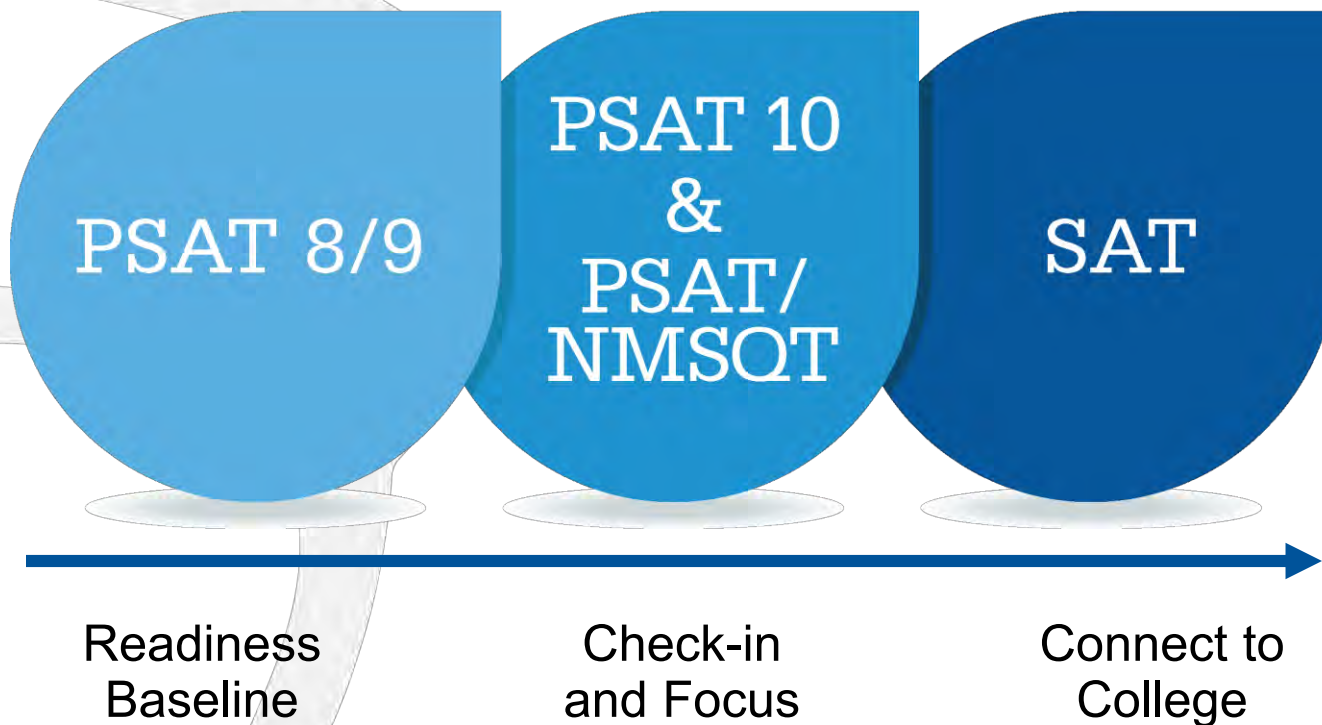 PSAT 8/9
PSAT 10
&
PSAT/
NMSQT
SAT
Readiness
Baseline
Check-in
and Focus
Connect to
College